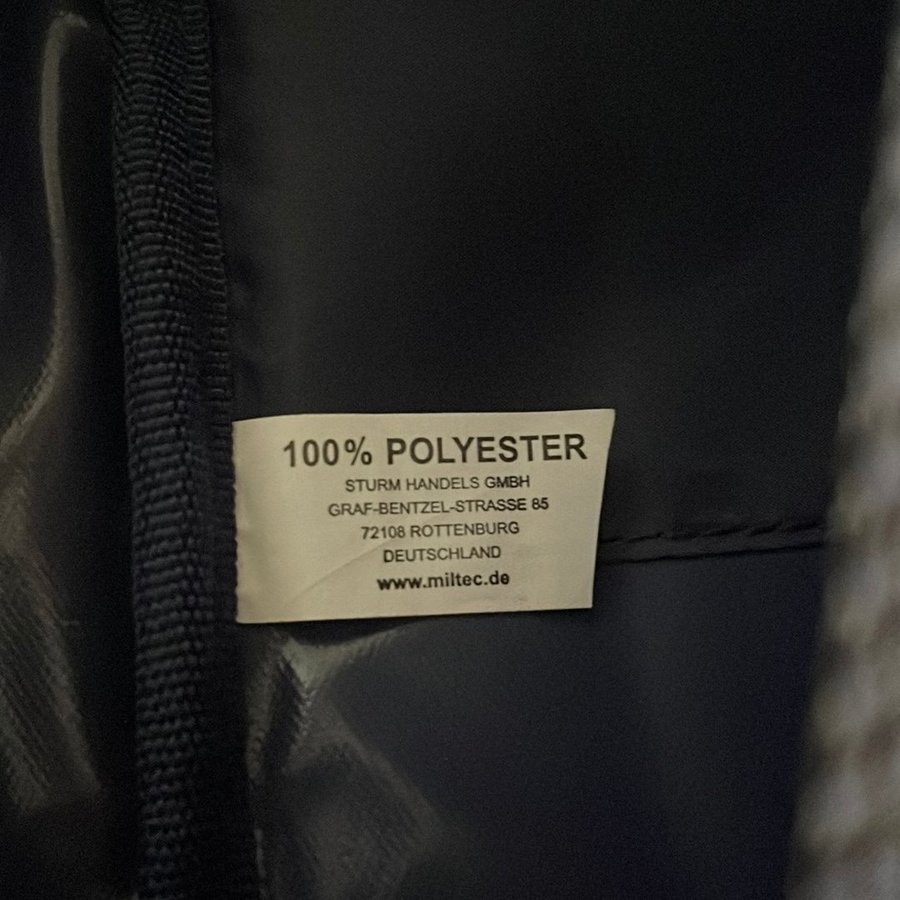 100% POLYESTER
STURM HANDELS GMBH
GRAF-BENTZEL-STRASSE 85
72108 ROTTENBURG
DEUTSCHLAND
www.miltec.de